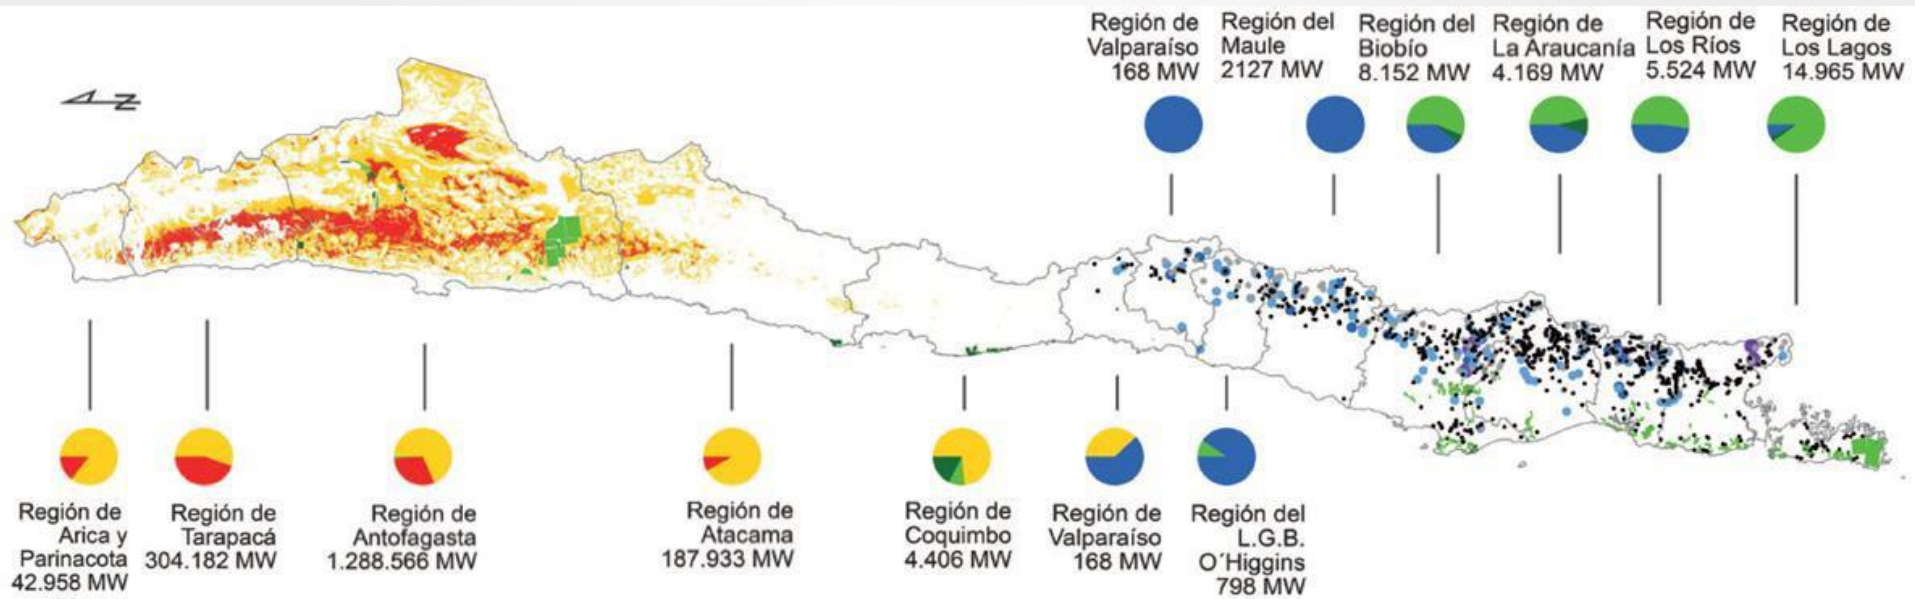 Región de
Valparaíso
168 MW
Región del
Maule
2127 MW
Región del
Biobío
8.152 MW
Región de
La Araucanía
4.169 MW
Región de
Los Ríos
5.524 MW
Región de
Los Lagos
14.965 MW
Z
Región de
Arica y
Parinacota
42.958 MW
Región de
Tarapacá
304.182 MW
Región de
Antofagasta
1.288.566 MW
Región de
Atacama
187.933 MW
Región de
Coquimbo
4.406 MW
Región de
Valparaíso
168 MW
Región del
L.G.B.
O´Higgins
798 MW